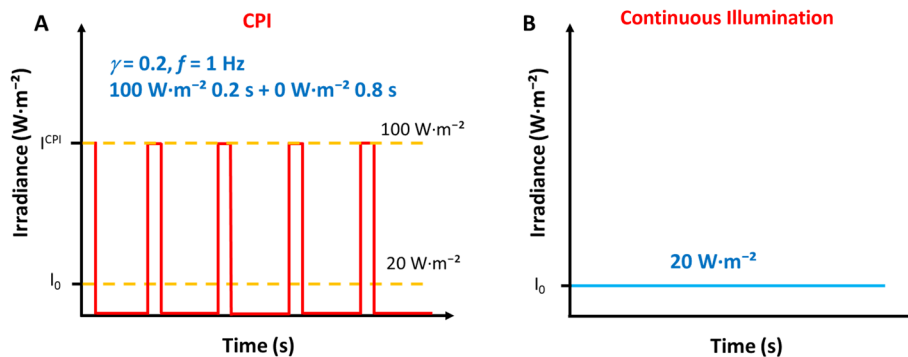 A
CPI
γ = 0.2, f = 1 Hz
100 W·m⁻² 0.2 s + 0 W·m⁻² 0.8 s
Irradiance (W·m⁻²)
I^CPI
100 W·m⁻²
I₀
20 W·m⁻²
Time (s)
B
Continuous Illumination
Irradiance (W·m⁻²)
20 W·m⁻²
I₀
Time (s)